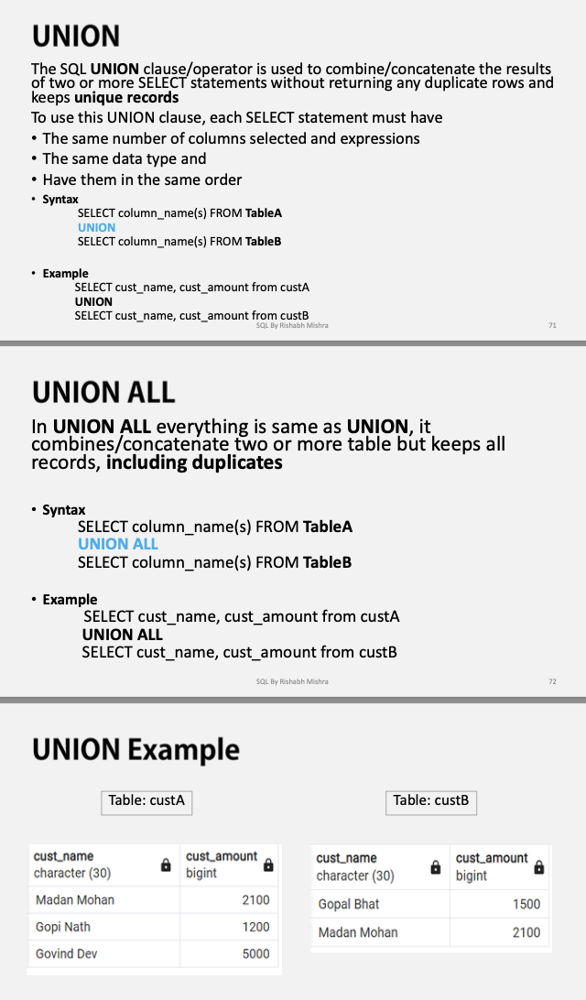 UNION
The SQL UNION clause/operator is used to combine/concatenate the results
of two or more SELECT statements without returning any duplicate rows and
keeps unique records
To use this UNION clause, each SELECT statement must have
• The same number of columns selected and expressions
• The same data type and
• Have them in the same order
• Syntax
SELECT column_name(s) FROM TableA
UNION
SELECT column_name(s) FROM TableB
• Example
SELECT cust_name, cust_amount from custA
UNION
SELECT cust_name, cust_amount from custB
SQL By Rishabh Mishra 71
UNION ALL
In UNION ALL everything is same as UNION, it
combines/concatenate two or more table but keeps all
records, including duplicates
• Syntax
SELECT column_name(s) FROM TableA
UNION ALL
SELECT column_name(s) FROM TableB
• Example
SELECT cust_name, cust_amount from custA
UNION ALL
SELECT cust_name, cust_amount from custB
SQL By Rishabh Mishra 72
UNION Example
Table: custA
cust_name cust_amount
character (30) bigint
Madan Mohan 2100
Gopi Nath 1200
Govind Dev 5000
Table: custB
cust_name cust_amount
character (30) bigint
Gopal Bhat 1500
Madan Mohan 2100